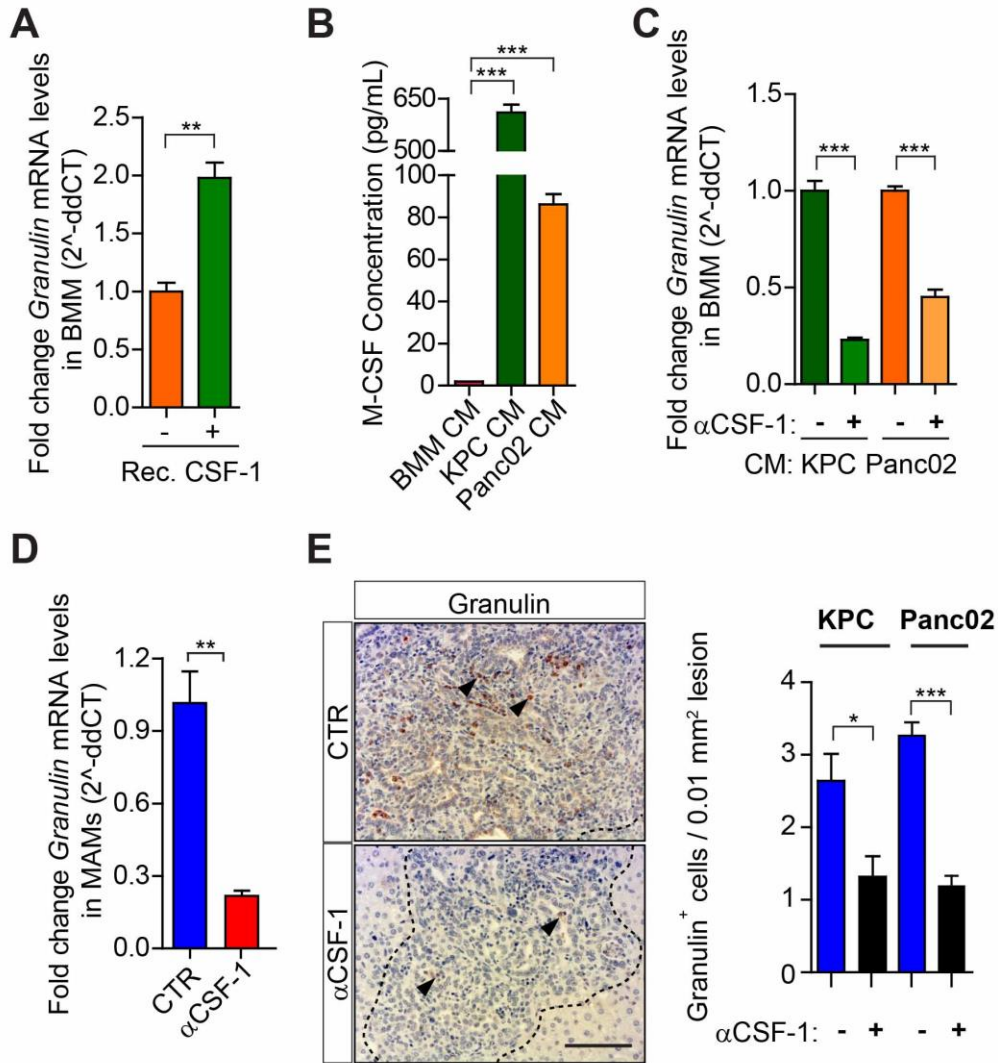 A
Fold change Granulin mRNA levels
in BMM (2^-ddCT)
2.5
2.0
1.5
1.0
0.5
0.0
**
- +
Rec. CSF-1
B
M-CSF Concentration (pg/mL)
650
500
100
80
60
40
20
0
***
***
BMM CM
KPC CM
Panc02 CM
C
Fold change Granulin mRNA levels
in BMM (2^-ddCT)
1.5
1.0
0.5
0.0
*** ***
αCSF-1: - + - +
CM: KPC Panc02
D
Fold change Granulin mRNA levels
in MAMs (2^-ddCT)
1.2
0.9
0.6
0.3
0.0
**
CTR
αCSF-1
E
Granulin
CTR
αCSF-1
KPC Panc02
Granulin+ cells / 0.01 mm2 lesion
4
3
2
1
0
* ***
αCSF-1: - + - +